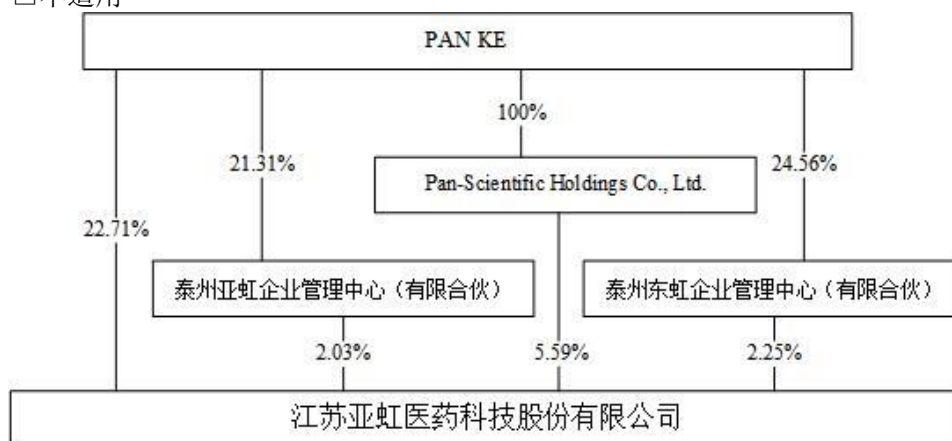 PAN KE
100%
21.31%
24.56%
Pan-Scientific Holdings Co., Ltd.
22.71%
泰州亚虹企业管理中心（有限合伙）
泰州东虹企业管理中心（有限合伙）
2.03%
5.59%
2.25%
江苏亚虹医药科技股份有限公司